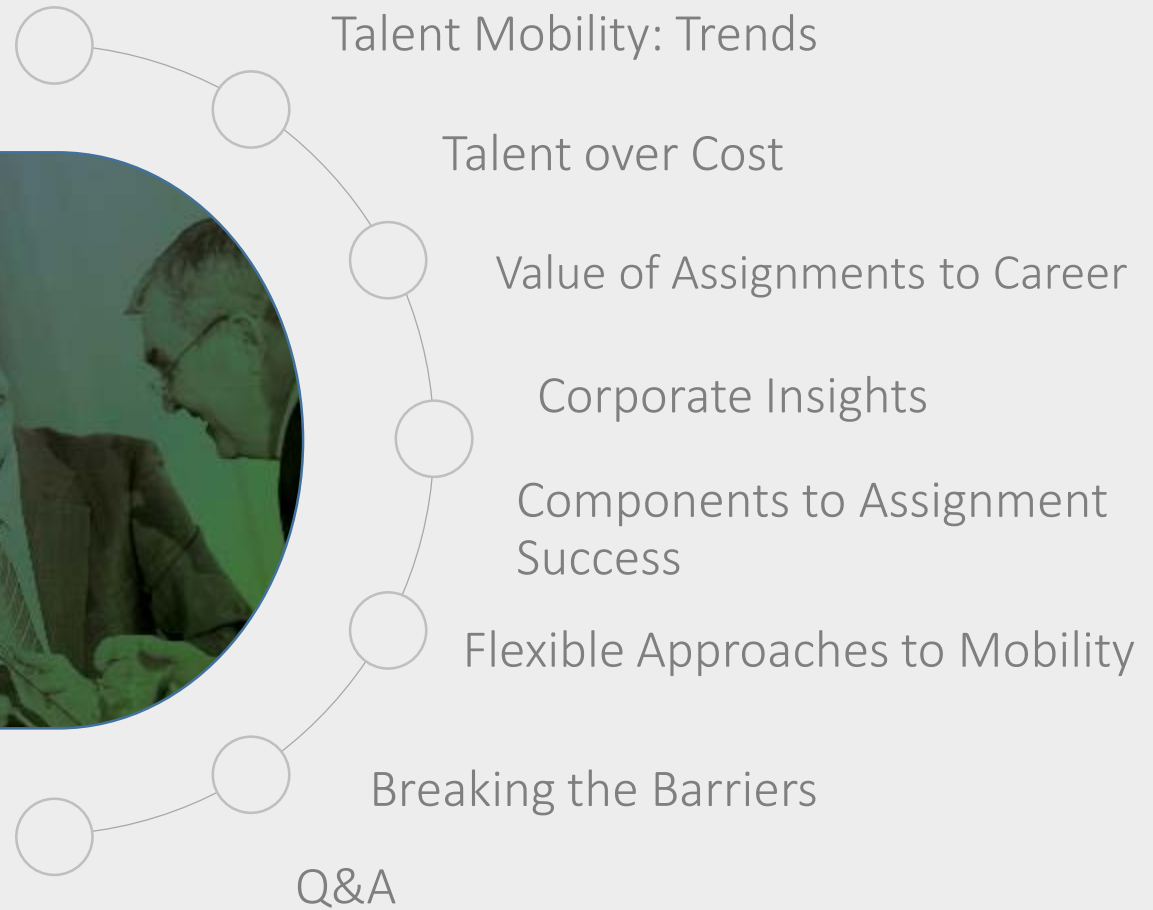 Talent Mobility: Trends
Talent over Cost
Value of Assignments to Career
Corporate Insights
Components to Assignment
Success
Flexible Approaches to Mobility
Breaking the Barriers
Q&A